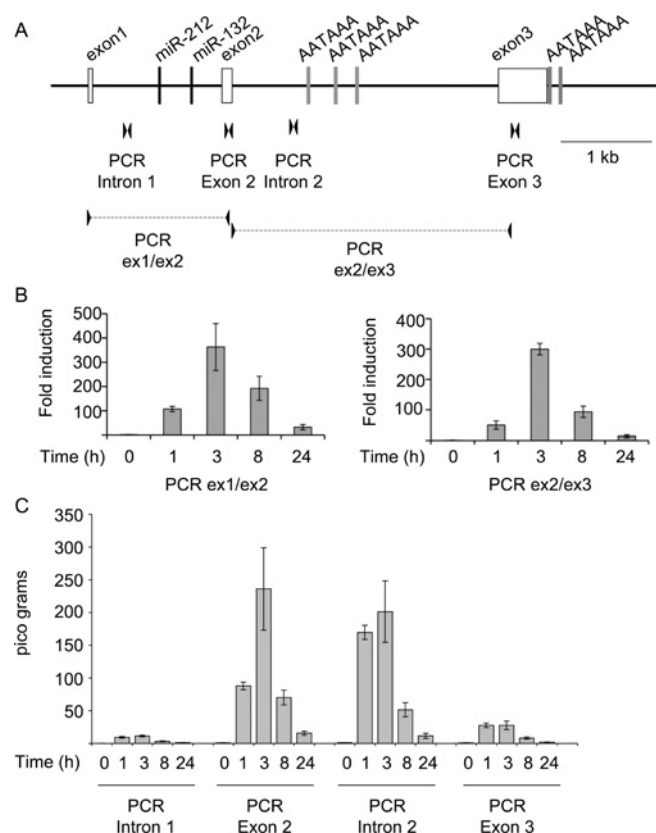 A
exon1
miR-212
miR-132
exon2
AATAAA
AATAAA
AATAAA
exon3
AATAAA
AATAAA
PCR
Intron 1
PCR
Exon 2
PCR
Intron 2
PCR
Exon 3
1 kb
PCR
ex1/ex2
PCR
ex2/ex3
B
Fold induction
500
400
300
200
100
Time (h) 0 1 3 8 24
PCR ex1/ex2
Fold induction
400
300
200
100
Time (h) 0 1 3 8 24
PCR ex2/ex3
C
pico grams
350
300
250
200
150
100
50
Time (h) 0 1 3 8 24 0 1 3 8 24 0 1 3 8 24 0 1 3 8 24
PCR
Intron 1
PCR
Exon 2
PCR
Intron 2
PCR
Exon 3